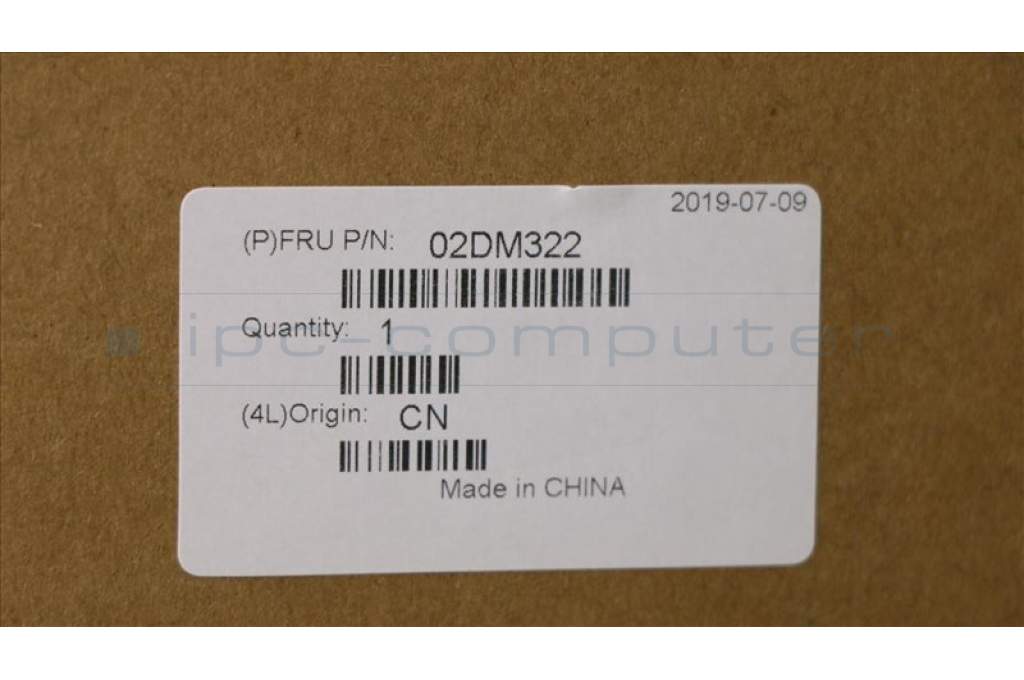 2019-07-09
(P)FRU P/N: 02DM322
Quantity: 1
ipc-computer
(4L)Origin: CN
Made in CHINA